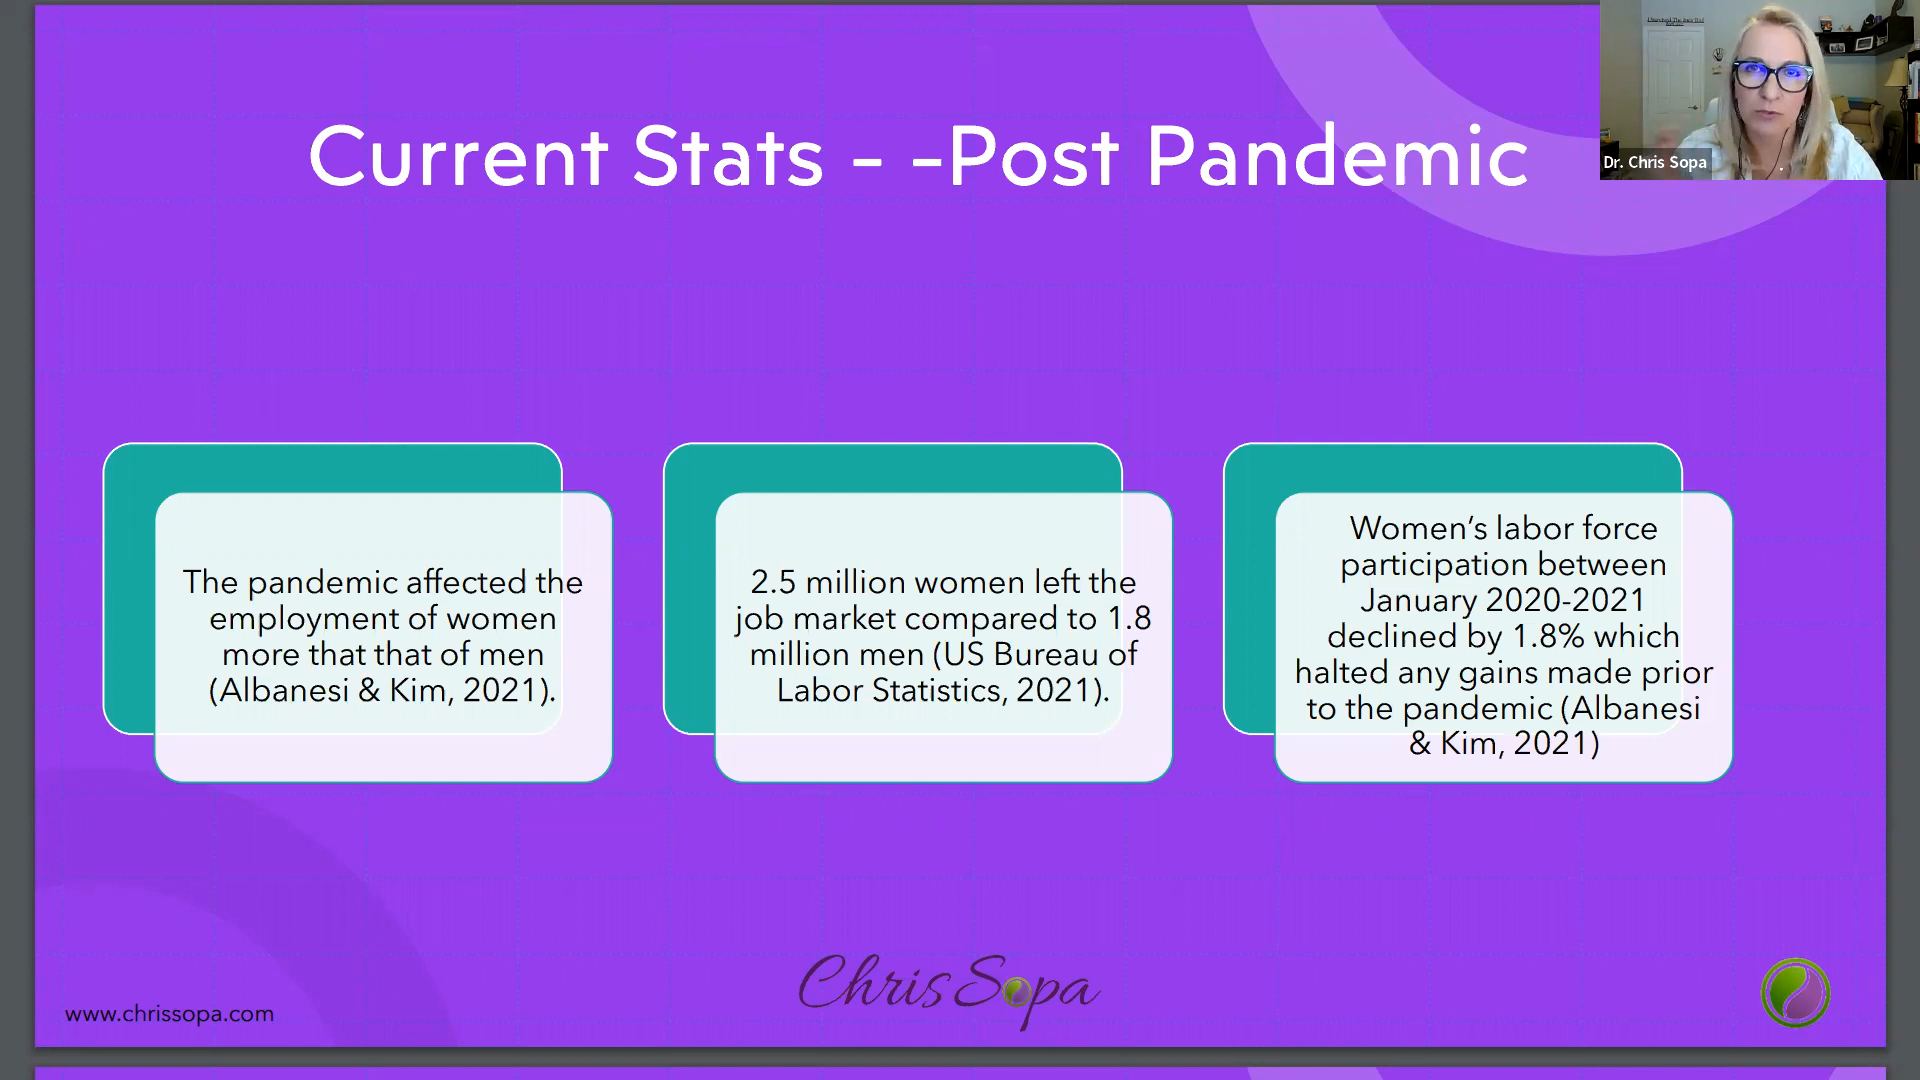 Current Stats - -Post Pandemic
Dr. Chris Sopa
The pandemic affected the
employment of women
more that that of men
(Albanesi & Kim, 2021).
2.5 million women left the
job market compared to 1.8
million men (US Bureau of
Labor Statistics, 2021).
Women’s labor force
participation between
January 2020-2021
declined by 1.8% which
halted any gains made prior
to the pandemic (Albanesi
& Kim, 2021)
Chris Sopa
www.chrissopa.com